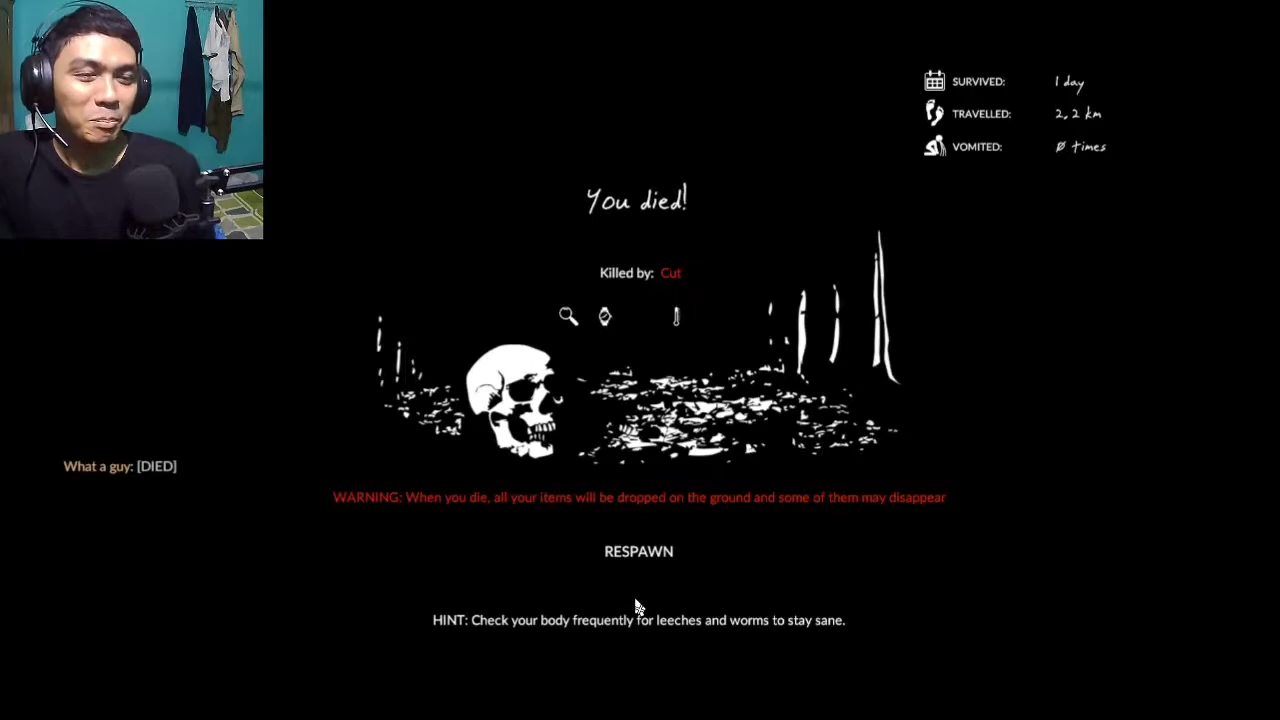 SURVIVED: 1 day
TRAVELLED: 2,2 km
VOMITED: 0 times
You died!
Killed by: Cut
What a guy: [DIED]
WARNING: When you die, all your items will be dropped on the ground and some of them may disappear
RESPAWN
HINT: Check your body frequently for leeches and worms to stay sane.